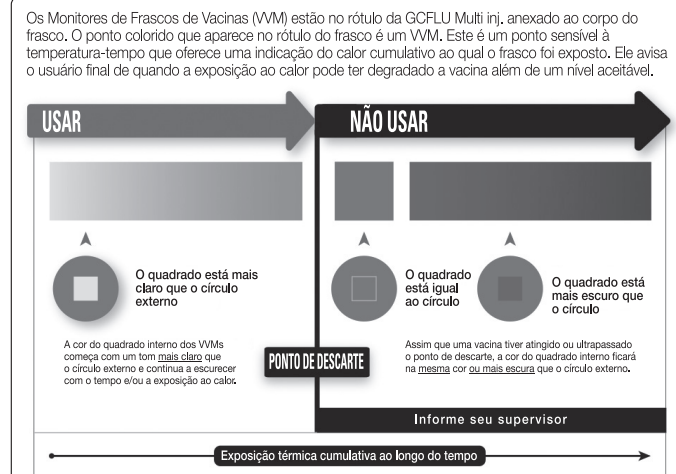 Os Monitores de Frascos de Vacinas (VVM) estão no rótulo da GCFLU Multi inj. anexado ao corpo do
frasco. O ponto colorido que aparece no rótulo do frasco é um VVM. Este é um ponto sensível à
temperatura-tempo que oferece uma indicação do calor cumulativo ao qual o frasco foi exposto. Ele avisa
o usuário final de quando a exposição ao calor pode ter degradado a vacina além de um nível aceitável.
USAR
NÃO USAR
O quadrado está mais
claro que o círculo
externo
O quadrado
está igual
ao círculo
O quadrado está
mais escuro que
o círculo
A cor do quadrado interno dos VVMs
começa com um tom mais claro que
o círculo externo e continua a escurecer
com o tempo e/ou a exposição ao calor.
PONTO DE DESCARTE
Assim que uma vacina tiver atingido ou ultrapassado
o ponto de descarte, a cor do quadrado interno ficará
na mesma cor ou mais escura que o círculo externo.
Informe seu supervisor
Exposição térmica cumulativa ao longo do tempo